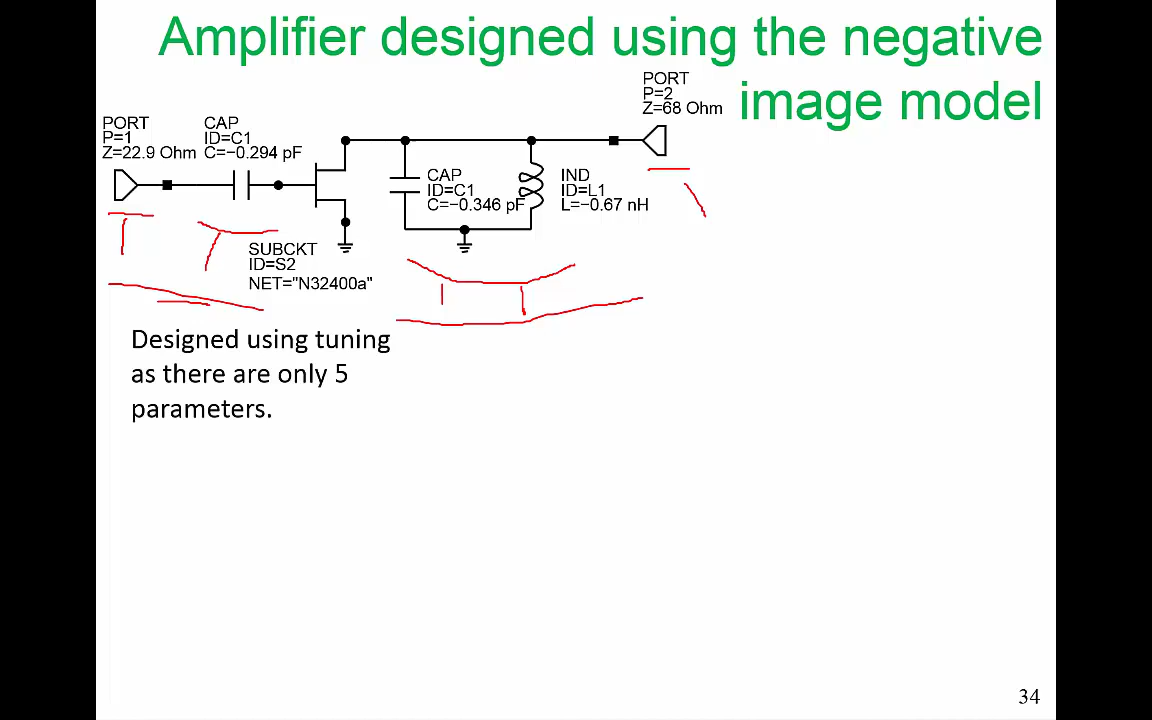 Amplifier designed using the negative
image model
PORT
P=2
Z=68 Ohm
PORT
P=1
Z=22.9 Ohm
CAP
ID=C1
C=−0.294 pF
CAP
ID=C1
C=−0.346 pF
IND
ID=L1
L=−0.67 nH
SUBCKT
ID=S2
NET="N32400a"
Designed using tuning
as there are only 5
parameters.
34